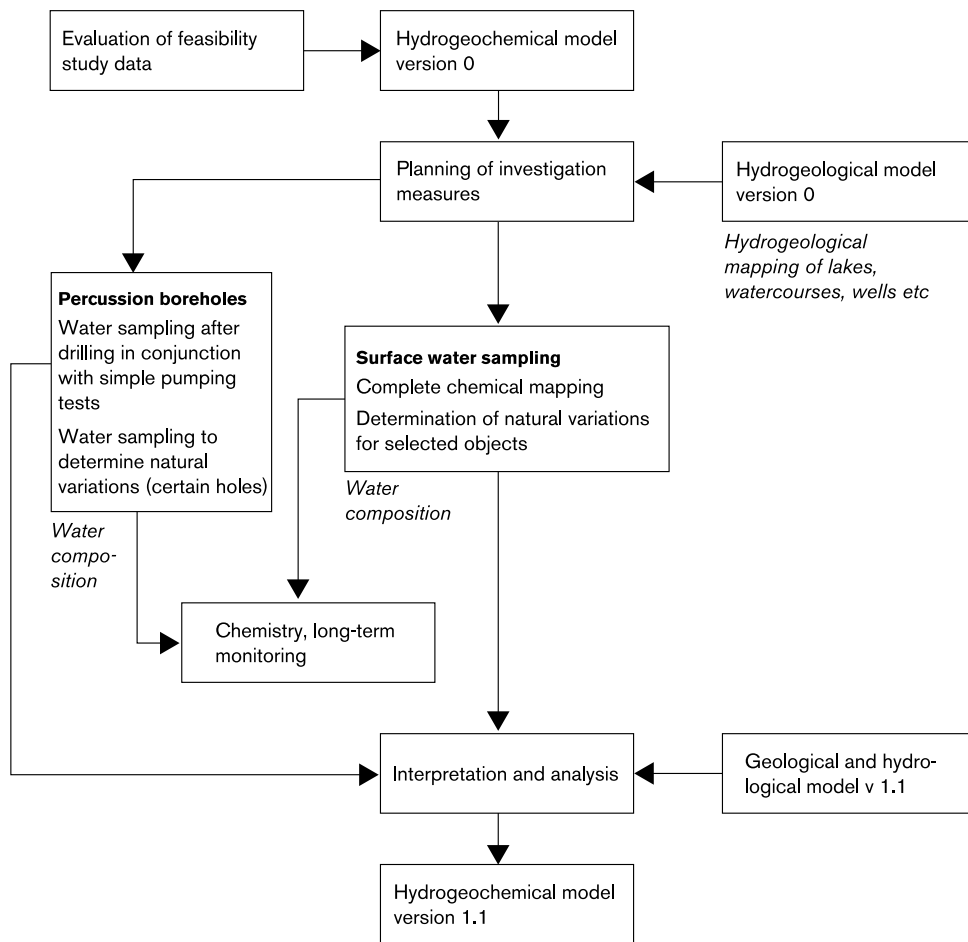 Evaluation of feasibility
study data
Hydrogeochemical model
version 0
Planning of investigation
measures
Hydrogeological model
version 0
Hydrogeological
mapping of lakes,
watercourses, wells etc
Percussion boreholes
Water sampling after
drilling in conjunction
with simple pumping
tests
Water sampling to
determine natural
variations (certain holes)
Water
compo-
sition
Surface water sampling
Complete chemical mapping
Determination of natural variations
for selected objects
Water
composition
Chemistry, long-term
monitoring
Interpretation and analysis
Geological and hydro-
logical model v 1.1
Hydrogeochemical model
version 1.1